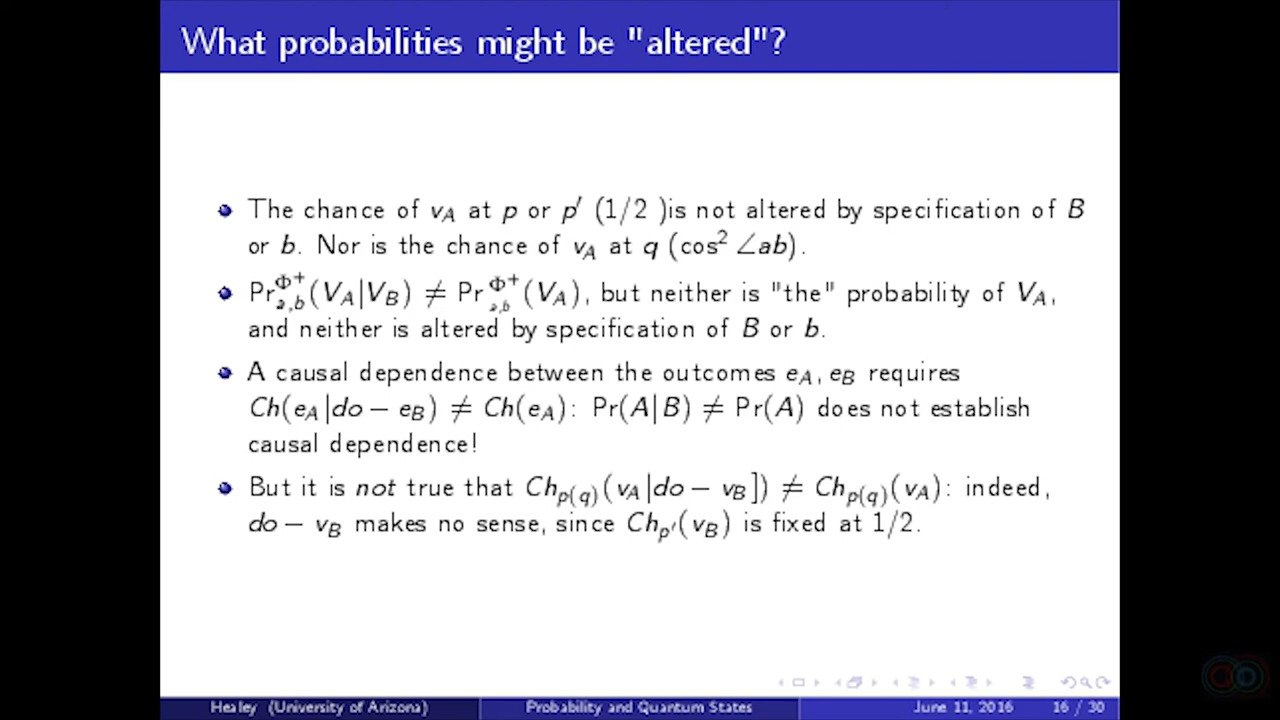 What probabilities might be "altered"?
The chance of v_A at p or p′ (1/2 )is not altered by specification of B
or b. Nor is the chance of v_A at q (cos² ∠ab).
Pr_{a,b}^{Φ+}(V_A|V_B) ≠ Pr_{a,b}^{Φ+}(V_A), but neither is "the" probability of V_A,
and neither is altered by specification of B or b.
A causal dependence between the outcomes e_A, e_B requires
Ch(e_A|do − e_B) ≠ Ch(e_A): Pr(A|B) ≠ Pr(A) does not establish
causal dependence!
But it is not true that Ch_{p(q)}(v_A|do − v_B]) ≠ Ch_{p(q)}(v_A): indeed,
do − v_B makes no sense, since Ch_{p′}(v_B) is fixed at 1/2.
Healey (University of Arizona) Probability and Quantum States June 11, 2016 16 / 30